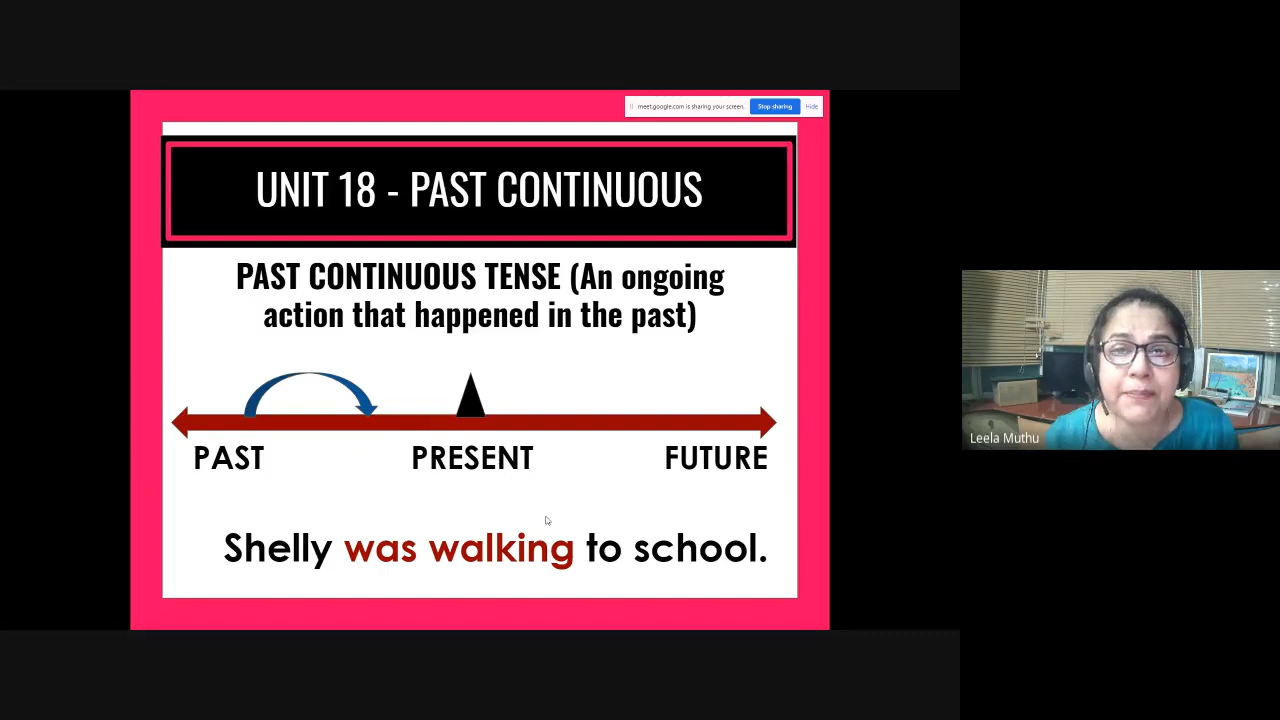 meet.google.com is sharing your screen.
Stop sharing
Hide
UNIT 18 - PAST CONTINUOUS
PAST CONTINUOUS TENSE (An ongoing
action that happened in the past)
PAST
PRESENT
FUTURE
Shelly was walking to school.
Leela Muthu